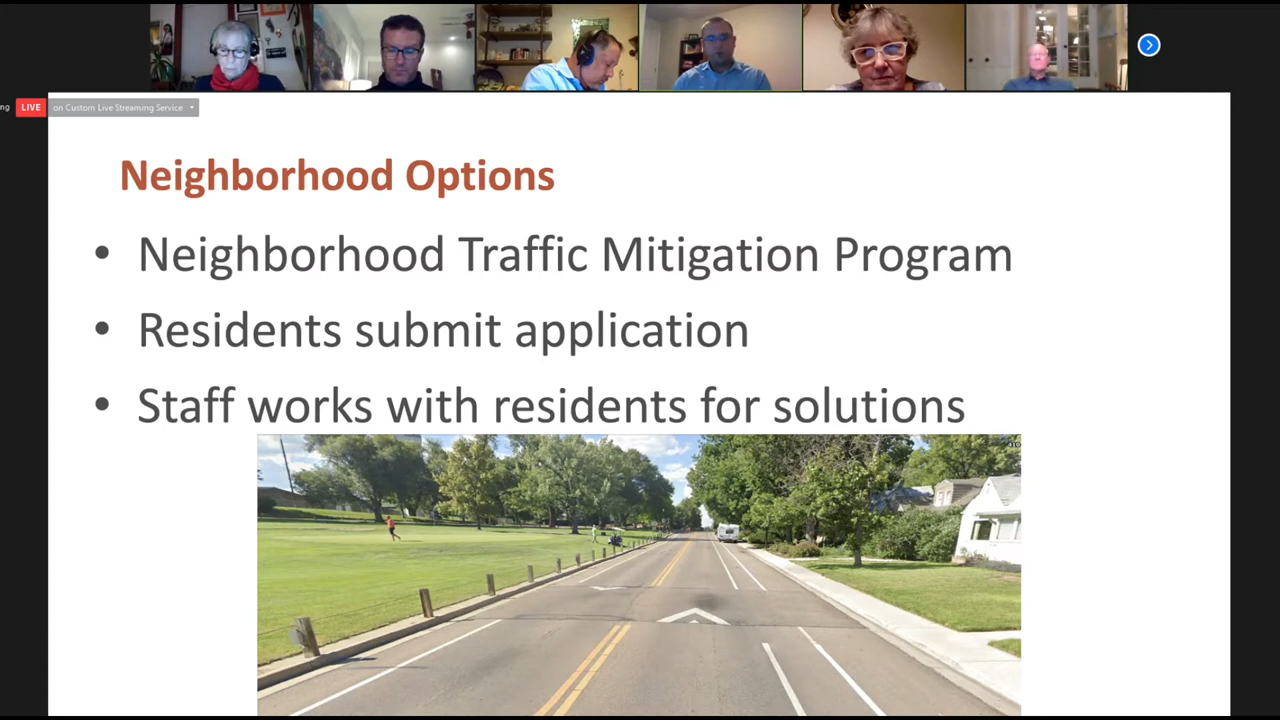 ng LIVE on Custom Live Streaming Service
Neighborhood Options
• Neighborhood Traffic Mitigation Program
• Residents submit application
• Staff works with residents for solutions